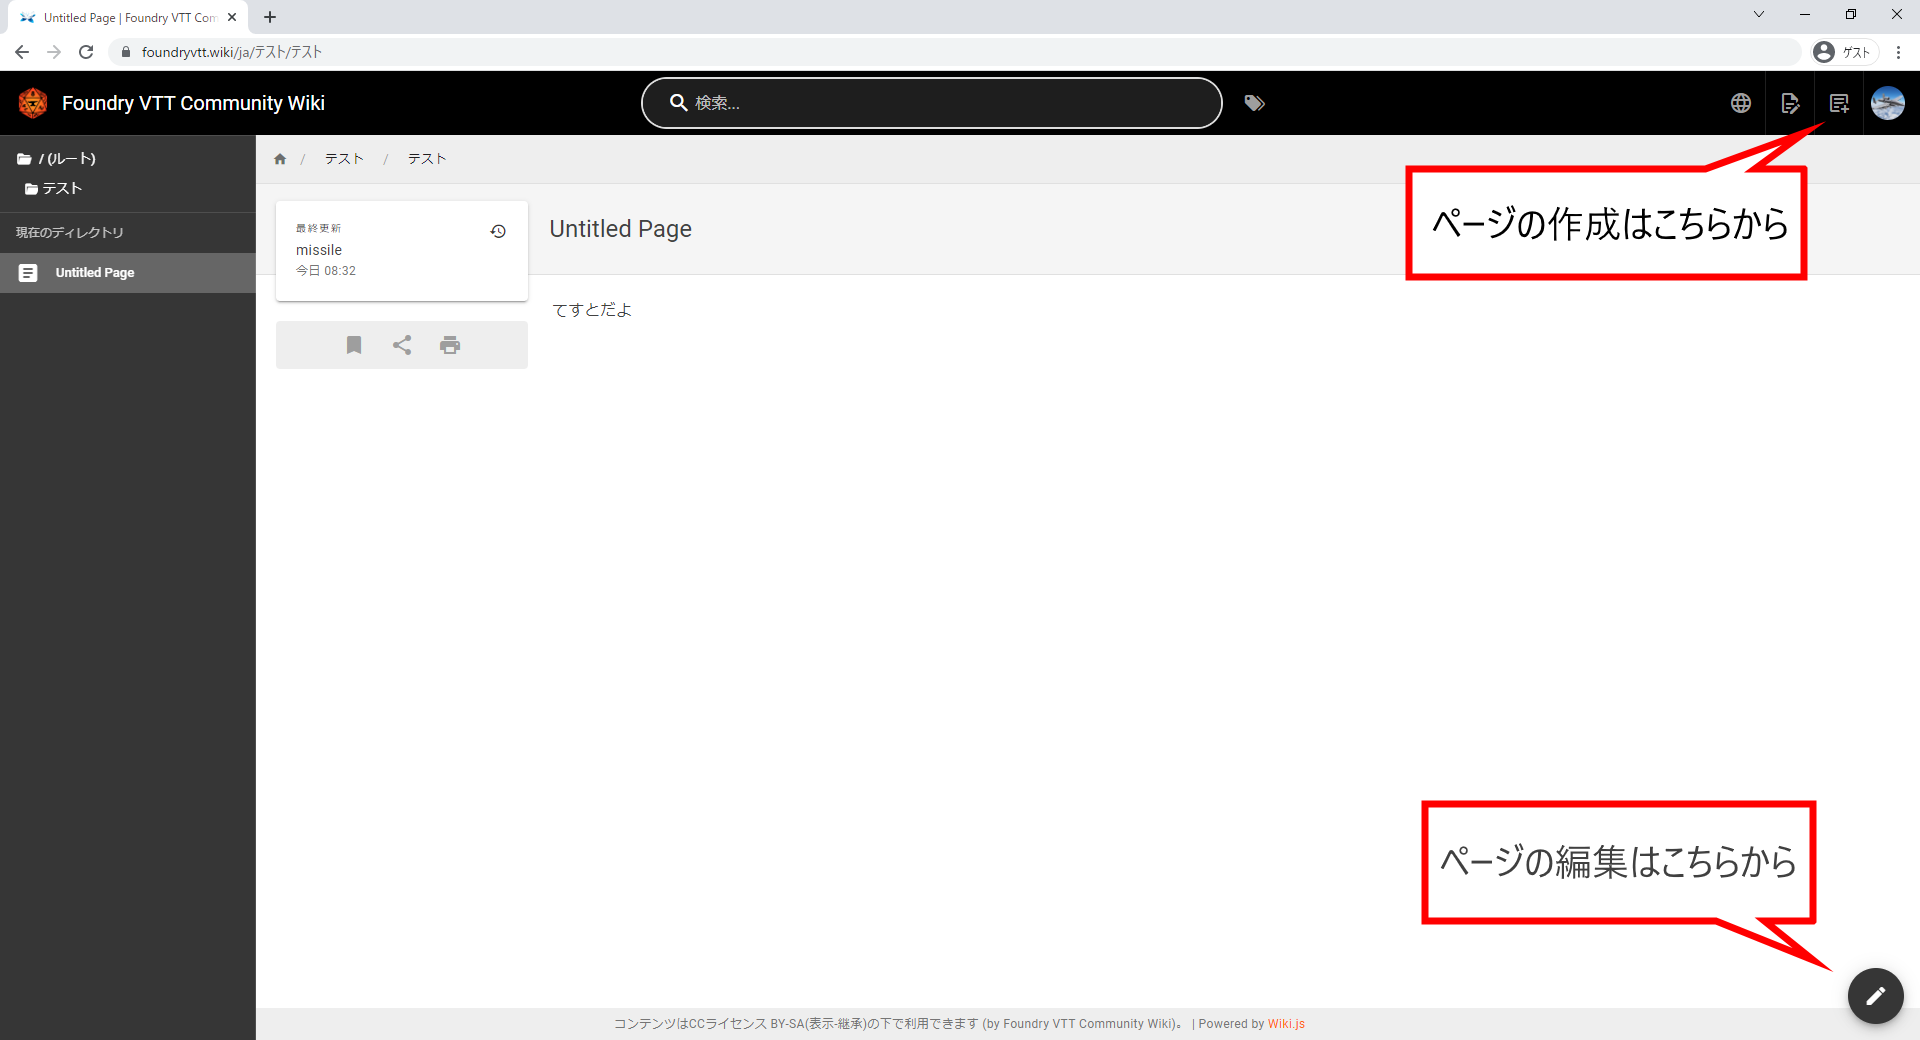 Untitled Page | Foundry VTT Com
foundryvtt.wiki/ja/テスト/テスト
ゲスト
Foundry VTT Community Wiki
検索...
/ (ルート)
テスト
現在のディレクトリ
Untitled Page
/ テスト / テスト
最終更新
missile
今日 08:32
Untitled Page
てすとだよ
ページの作成はこちらから
ページの編集はこちらから
コンテンツはCCライセンス BY-SA(表示-継承)の下で利用できます (by Foundry VTT Community Wiki)。 | Powered by Wiki.js